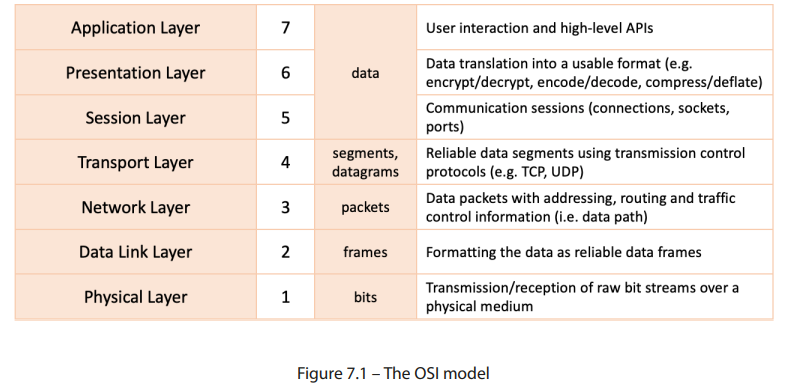 Application Layer 7 User interaction and high-level APIs
Presentation Layer 6 data Data translation into a usable format (e.g.
encrypt/decrypt, encode/decode, compress/deflate)
Session Layer 5 Communication sessions (connections, sockets,
ports)
Transport Layer 4 segments,
datagrams Reliable data segments using transmission control
protocols (e.g. TCP, UDP)
Network Layer 3 packets Data packets with addressing, routing and traffic
control information (i.e. data path)
Data Link Layer 2 frames Formatting the data as reliable data frames
Physical Layer 1 bits Transmission/reception of raw bit streams over a
physical medium
Figure 7.1 – The OSI model